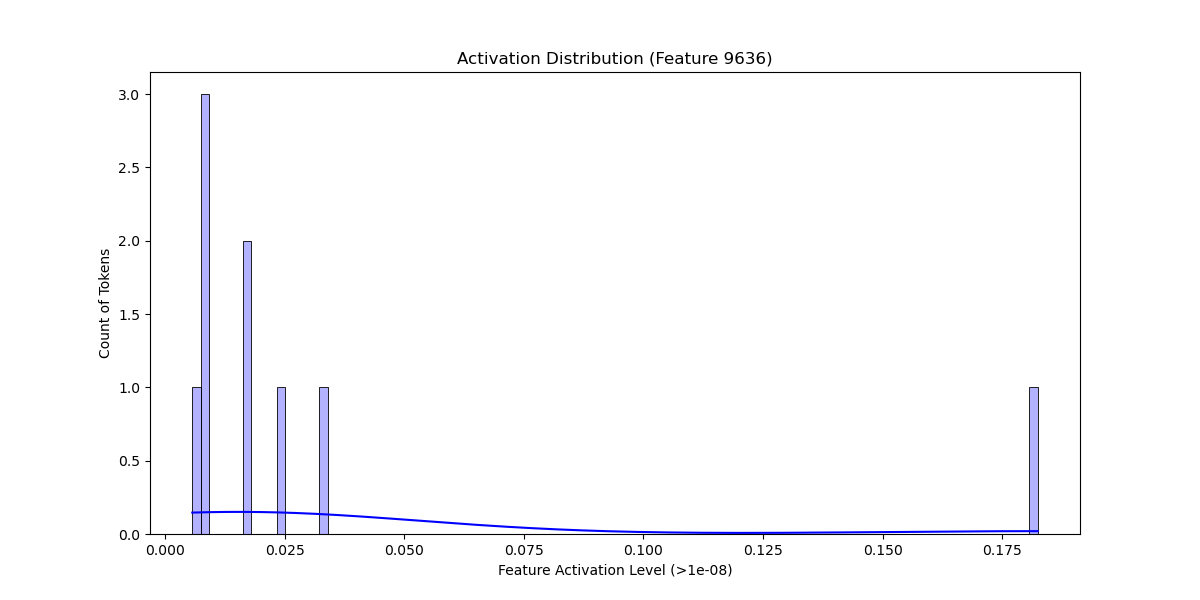 Activation Distribution (Feature 9636)
3.0
2.5
2.0
1.5
1.0
0.5
0.0
Count of Tokens
0.000 0.025 0.050 0.075 0.100 0.125 0.150 0.175
Feature Activation Level (>1e-08)